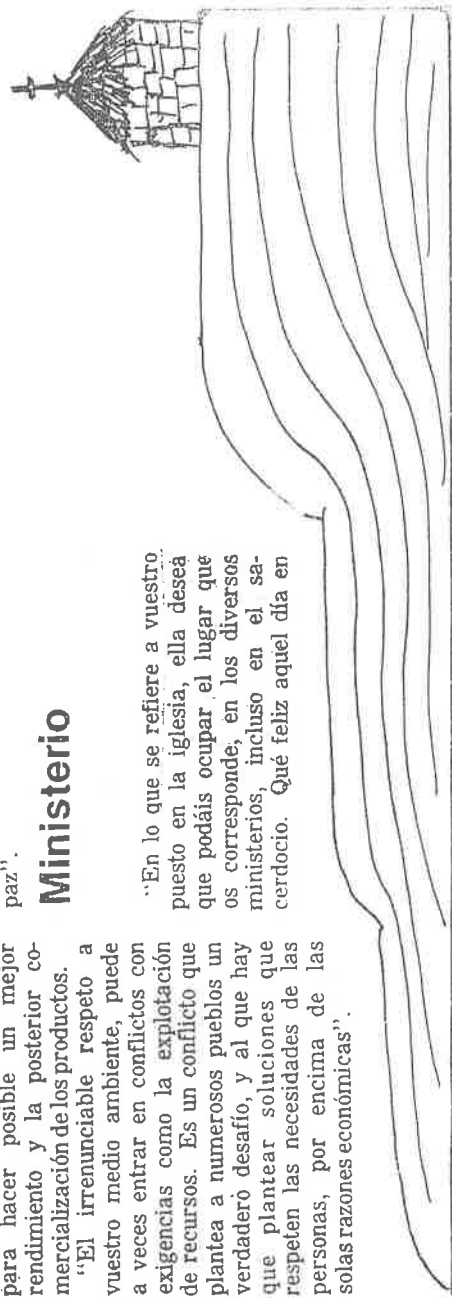 para hacer posible un mejor
rendimiento y la posterior co-
mercialización de los productos.
"El irrenunciable respeto a
vuestro medio ambiente, puede
a veces entrar en conflictos con
exigencias como la explotación
de recursos. Es un conflicto que
plantea a numerosos pueblos un
verdadero desafío, y al que hay
que plantear soluciones que
respeten las necesidades de las
personas, por encima de las
solas razones económicas".
paz".
Ministerio
"En lo que se refiere a vuestro
puesto en la iglesia, ella desea
que podáis ocupar el lugar que
os corresponde, en los diversos
ministerios, incluso en el sa-
cerdocio. Qué feliz aquel día en